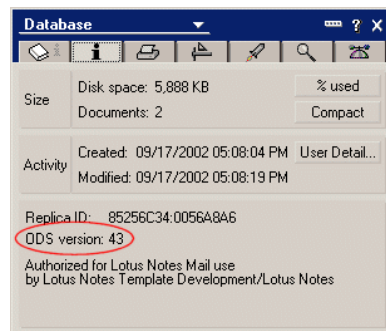 Database
? X
i
Size
Disk space: 5,888 KB
% used
Documents: 2
Compact
Activity
Created: 09/17/2002 05:08:04 PM
User Detail...
Modified: 09/17/2002 05:08:19 PM
Replica ID: 85256C34:0056A8A6
ODS version: 43
Authorized for Lotus Notes Mail use
by Lotus Notes Template Development/Lotus Notes